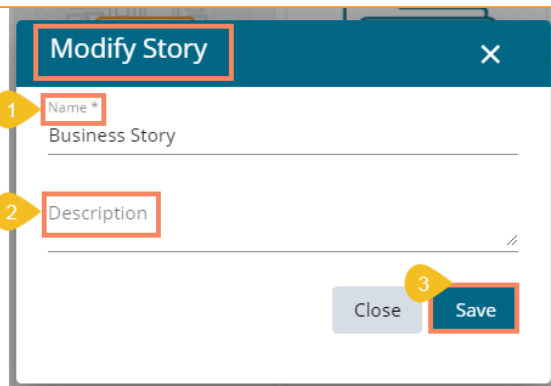 Modify Story
1
Name *
Business Story
2
Description
3
Close
Save